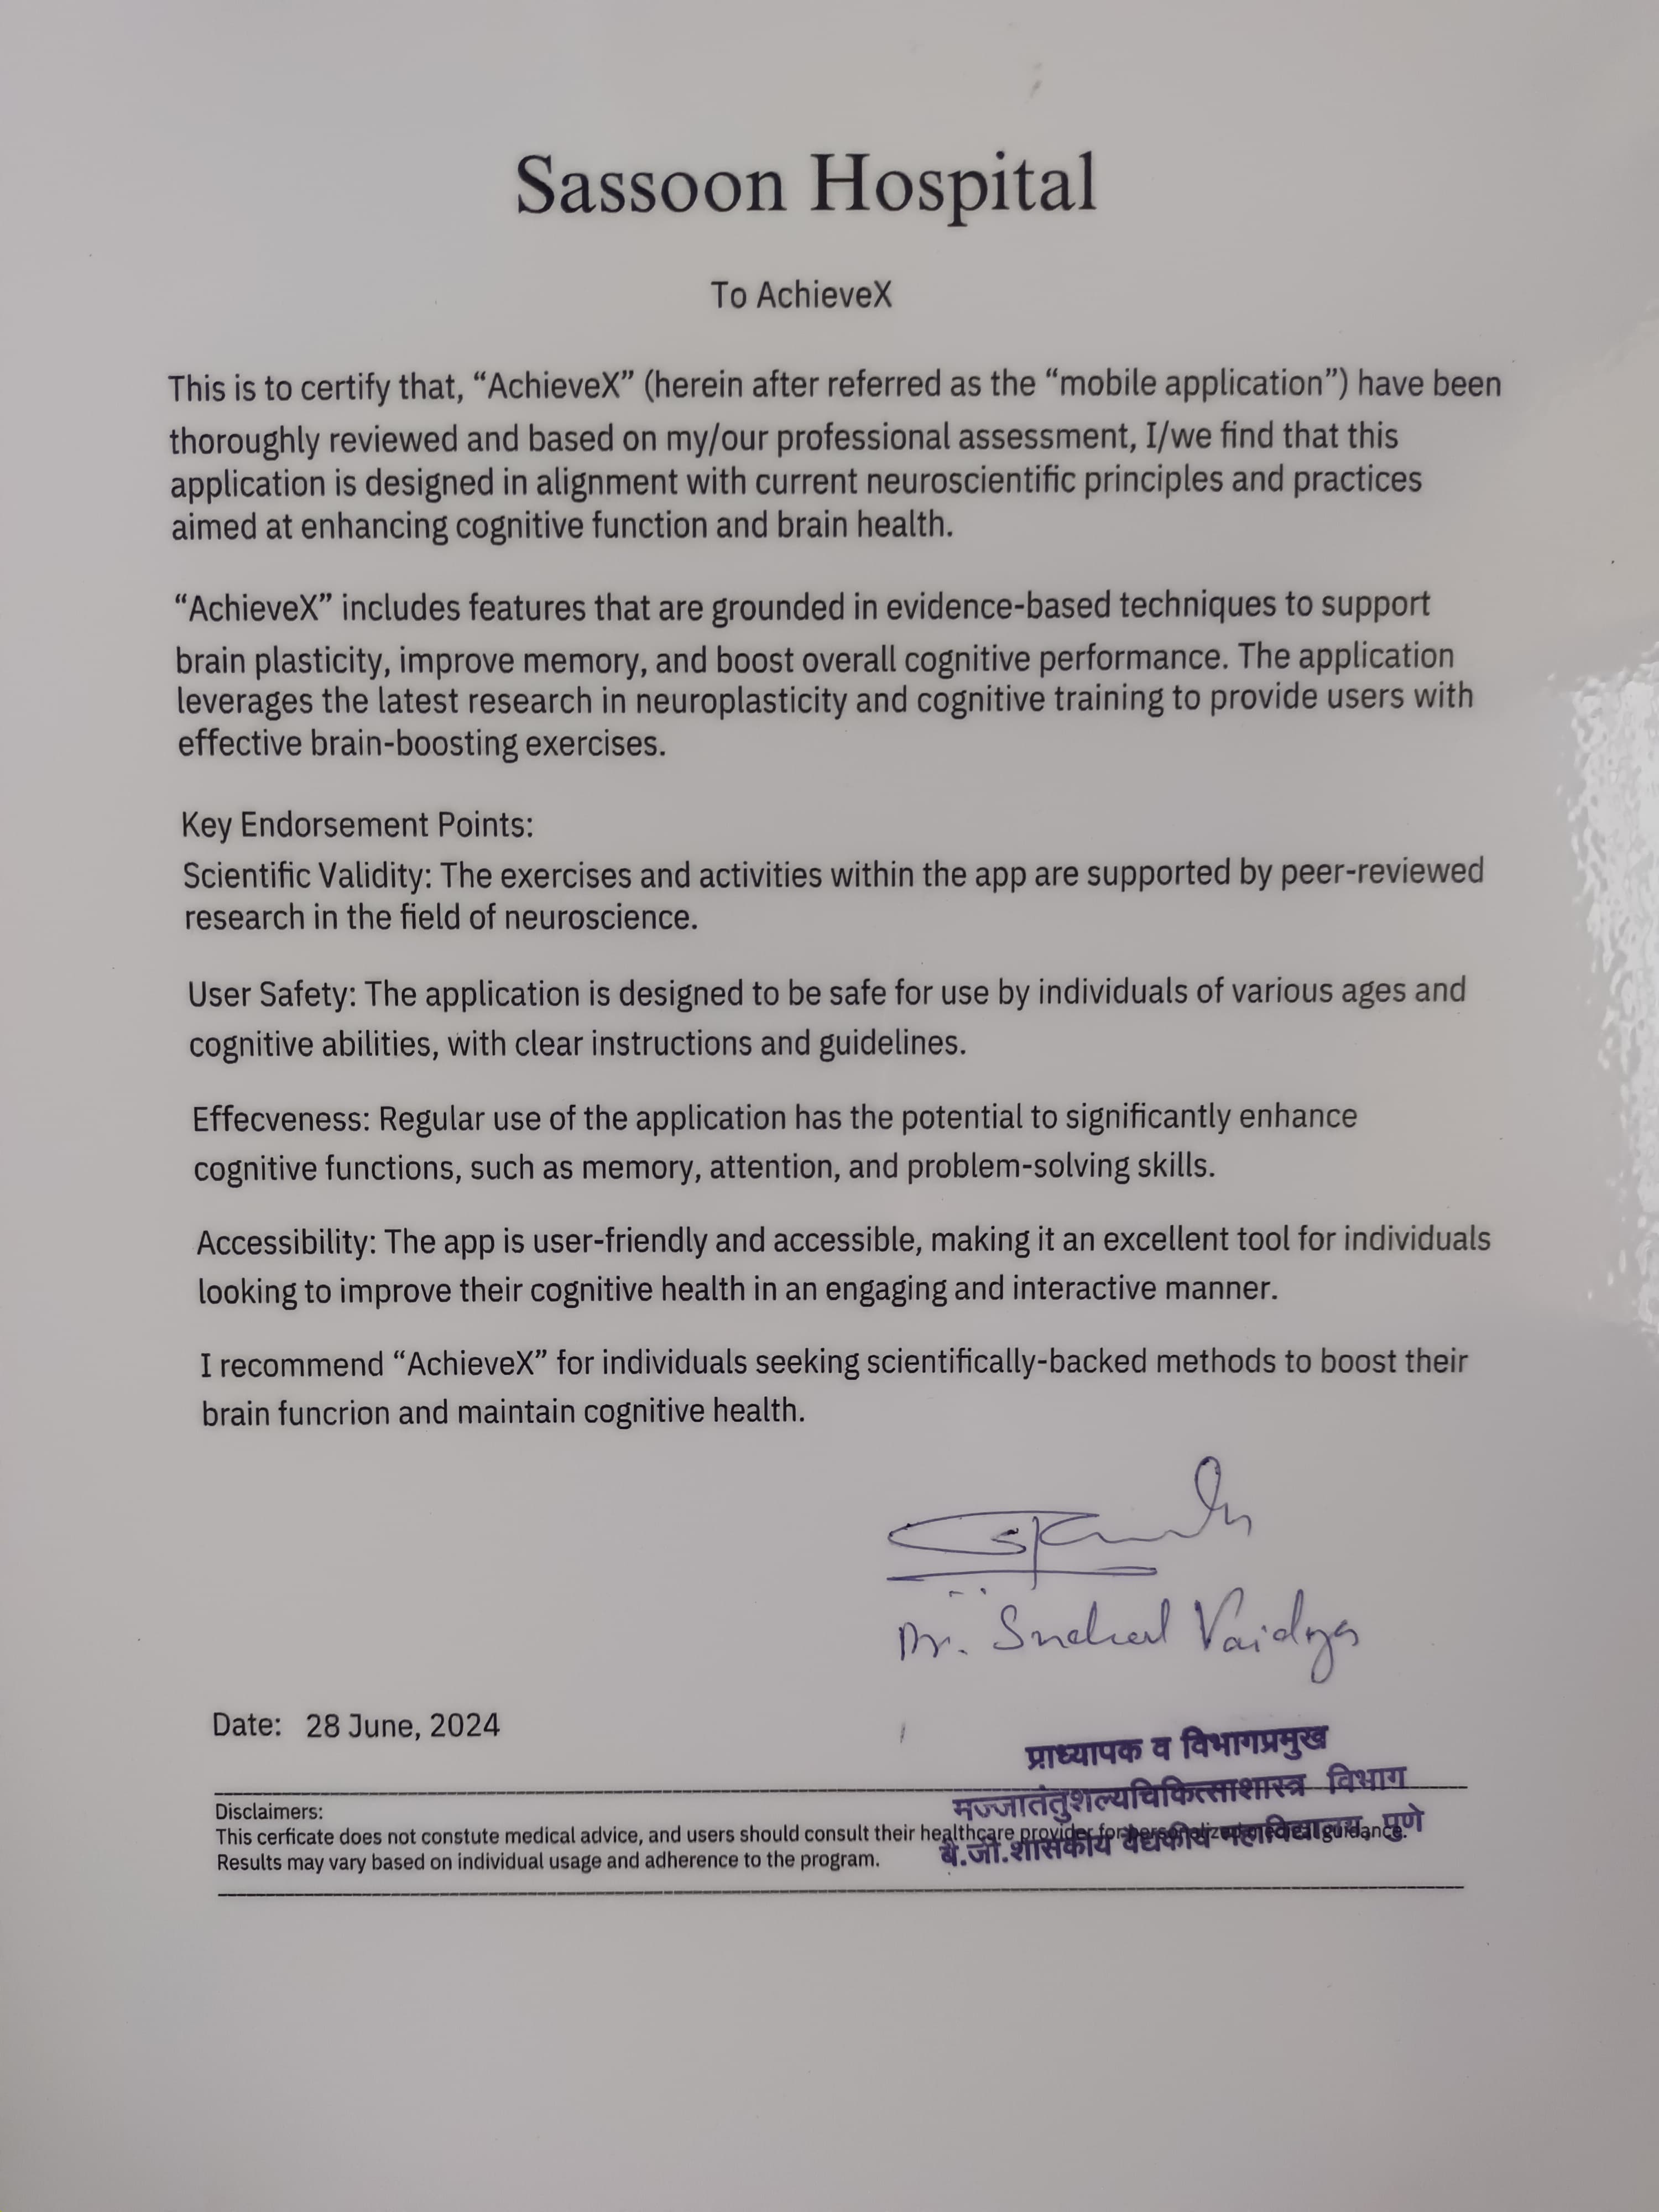 Sassoon Hospital
To AchieveX
This is to certify that, “AchieveX” (herein after referred as the “mobile application”) have been
thoroughly reviewed and based on my/our professional assessment, I/we find that this
application is designed in alignment with current neuroscientific principles and practices
aimed at enhancing cognitive function and brain health.
“AchieveX” includes features that are grounded in evidence-based techniques to support
brain plasticity, improve memory, and boost overall cognitive performance. The application
leverages the latest research in neuroplasticity and cognitive training to provide users with
effective brain-boosting exercises.
Key Endorsement Points:
Scientific Validity: The exercises and activities within the app are supported by peer-reviewed
research in the field of neuroscience.
User Safety: The application is designed to be safe for use by individuals of various ages and
cognitive abilities, with clear instructions and guidelines.
Effecveness: Regular use of the application has the potential to significantly enhance
cognitive functions, such as memory, attention, and problem-solving skills.
Accessibility: The app is user-friendly and accessible, making it an excellent tool for individuals
looking to improve their cognitive health in an engaging and interactive manner.
I recommend “AchieveX” for individuals seeking scientifically-backed methods to boost their
brain funcrion and maintain cognitive health.
Dr. Vaidya
Date: 28 June, 2024
प्राध्यापक व विभागप्रमुख
मज्जातंतुशल्यचिकित्साशास्त्र विभाग
बै.जी.शासकीय वैद्यकीय महाविद्यालय, पुणे
Disclaimers:
This cerficate does not constute medical advice, and users should consult their healthcare provider for personalized guidance.
Results may vary based on individual usage and adherence to the program.